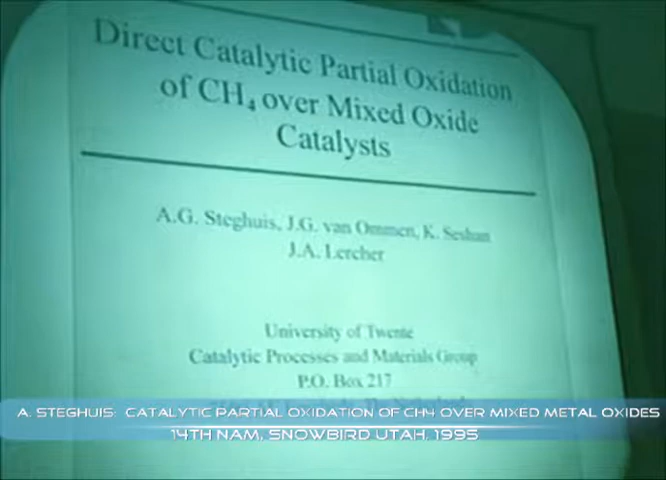 Direct Catalytic Partial Oxidation
of CH₄ over Mixed Oxide
Catalysts
A.G. Steghuis, J.G. van Ommen, K. Seshan
J.A. Lercher
University of Twente
Catalytic Processes and Materials Group
P.O. Box 217
The Netherlands
A. STEGHUIS: CATALYTIC PARTIAL OXIDATION OF CH4 OVER MIXED METAL OXIDES
14TH NAM, SNOWBIRD UTAH, 1995